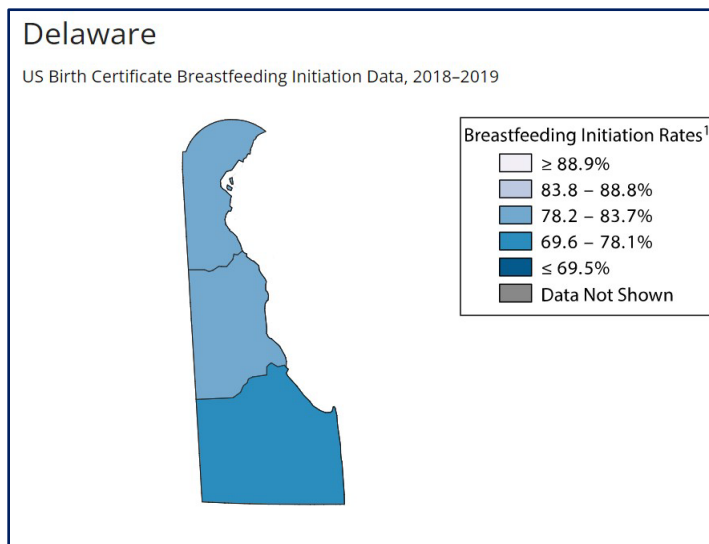 Delaware
US Birth Certificate Breastfeeding Initiation Data, 2018–2019
Breastfeeding Initiation Rates¹
≥ 88.9%
83.8 – 88.8%
78.2 – 83.7%
69.6 – 78.1%
≤ 69.5%
Data Not Shown